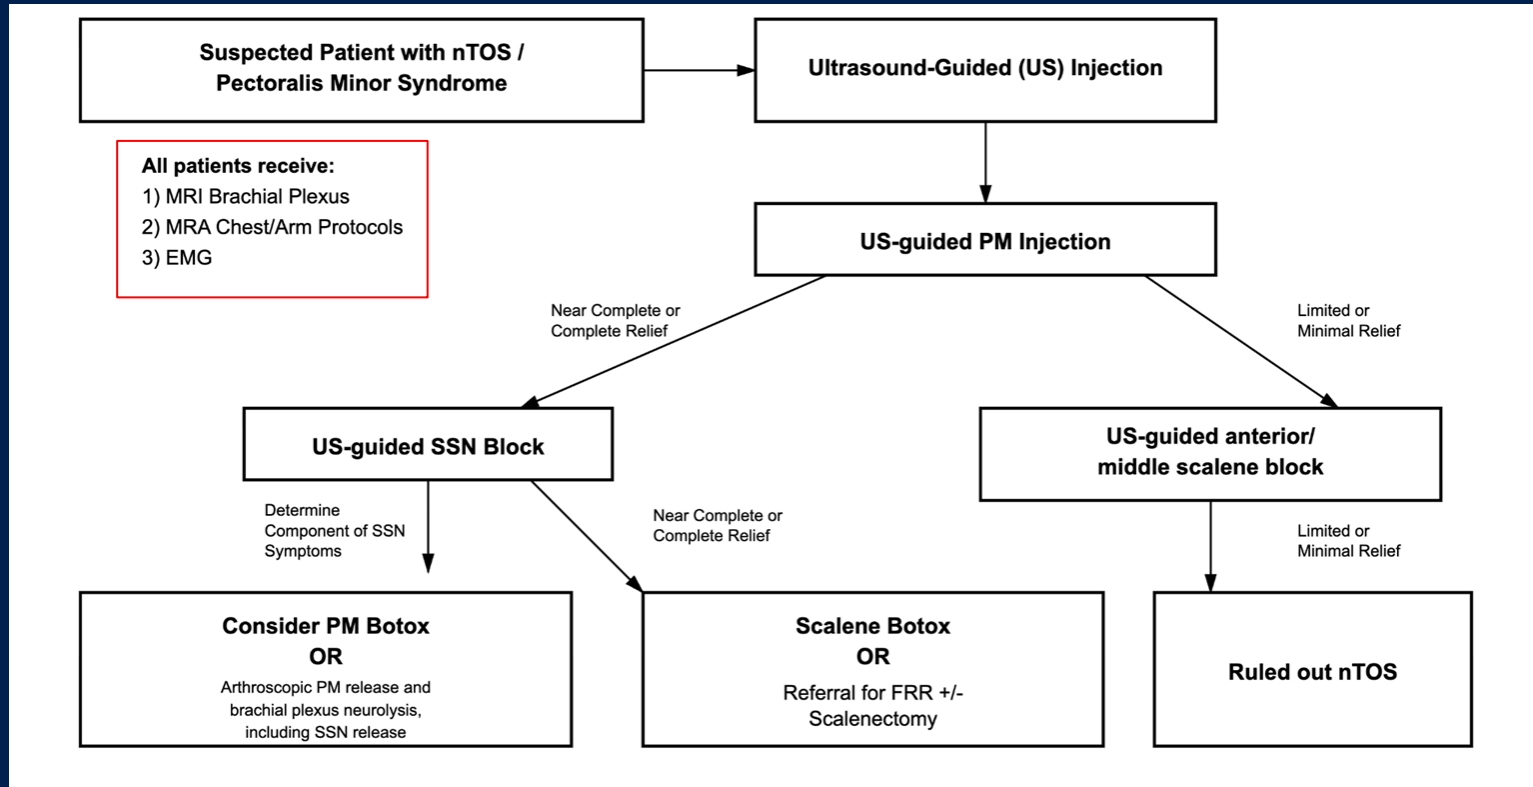 Suspected Patient with nTOS /
Pectoralis Minor Syndrome
Ultrasound-Guided (US) Injection
All patients receive:
1) MRI Brachial Plexus
2) MRA Chest/Arm Protocols
3) EMG
US-guided PM Injection
Near Complete or
Complete Relief
Limited or
Minimal Relief
US-guided SSN Block
US-guided anterior/
middle scalene block
Determine
Component of SSN
Symptoms
Near Complete or
Complete Relief
Limited or
Minimal Relief
Consider PM Botox
OR
Arthroscopic PM release and
brachial plexus neurolysis,
including SSN release
Scalene Botox
OR
Referral for FRR +/-
Scalenectomy
Ruled out nTOS